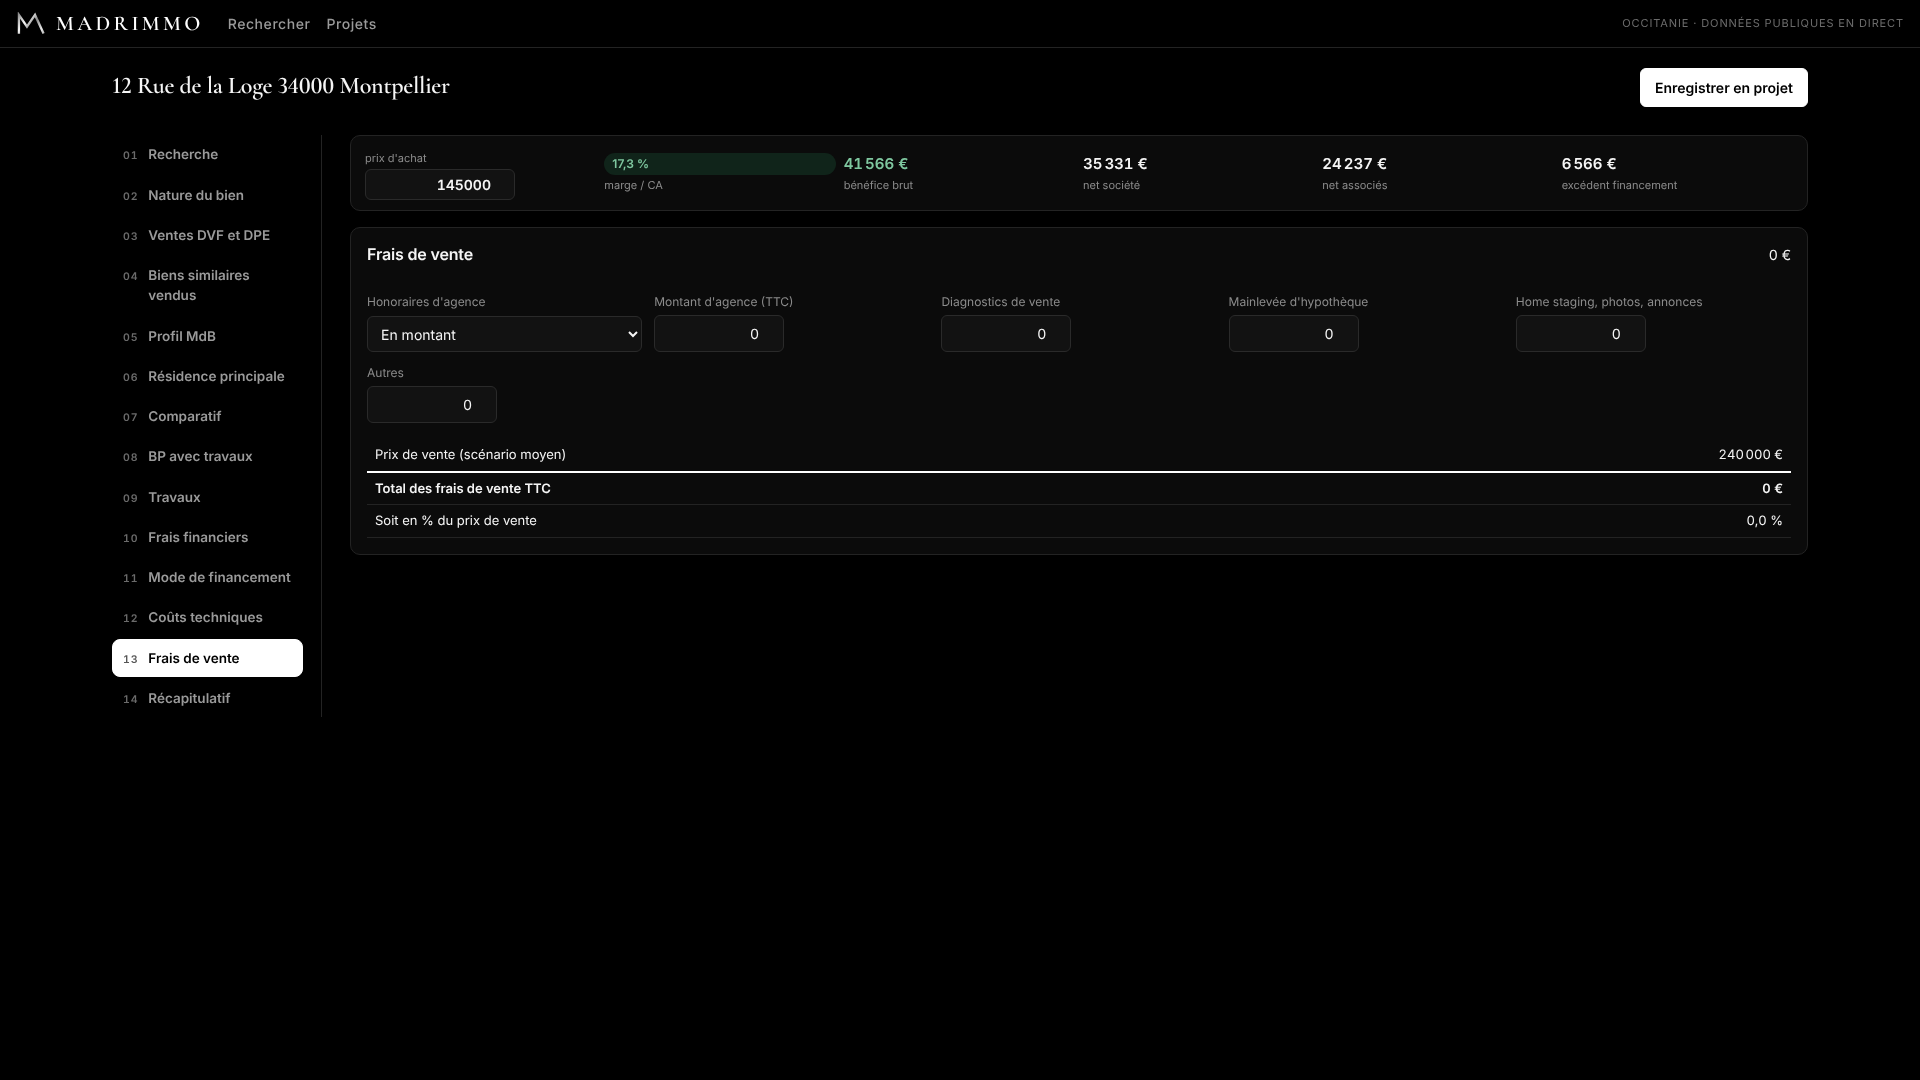 MADRIMMO
Rechercher
Projets
OCCITANIE · DONNÉES PUBLIQUES EN DIRECT
12 Rue de la Loge 34000 Montpellier
Enregistrer en projet
01 Recherche
02 Nature du bien
03 Ventes DVF et DPE
04 Biens similaires
vendus
05 Profil MdB
06 Résidence principale
07 Comparatif
08 BP avec travaux
09 Travaux
10 Frais financiers
11 Mode de financement
12 Coûts techniques
13 Frais de vente
14 Récapitulatif
prix d'achat
145000
17,3 %
marge / CA
41 566 €
bénéfice brut
35 331 €
net société
24 237 €
net associés
6 566 €
excédent financement
Frais de vente
0 €
Honoraires d'agence
En montant
Montant d'agence (TTC)
0
Diagnostics de vente
0
Mainlevée d'hypothèque
0
Home staging, photos, annonces
0
Autres
0
Prix de vente (scénario moyen) 240 000 €
Total des frais de vente TTC 0 €
Soit en % du prix de vente 0,0 %